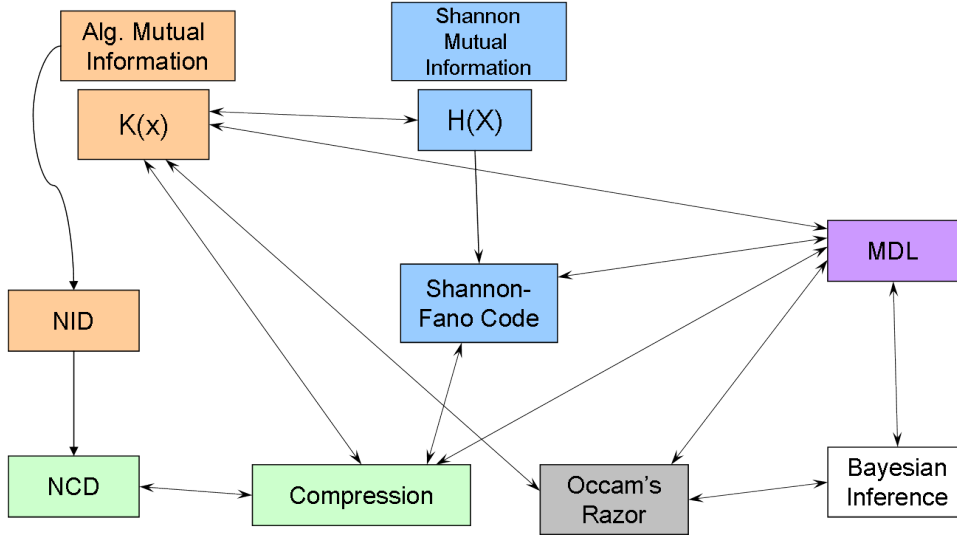 Alg. Mutual
Information
Shannon
Mutual
Information
K(x)
H(X)
MDL
Shannon-
Fano Code
NID
NCD
Compression
Occam's
Razor
Bayesian
Inference